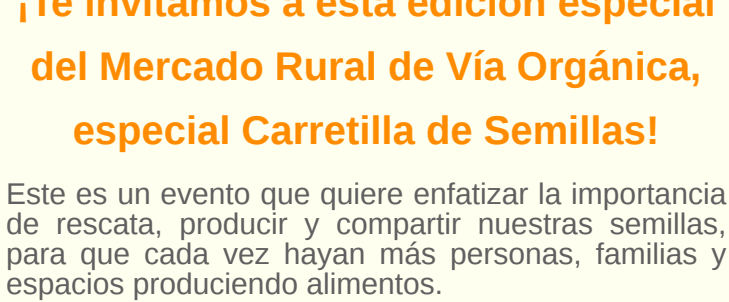 ¡Te invitamos a esta edición especial
del Mercado Rural de Vía Orgánica,
especial Carretilla de Semillas!
Este es un evento que quiere enfatizar la importancia
de rescata, producir y compartir nuestras semillas,
para que cada vez hayan más personas, familias y
espacios produciendo alimentos.